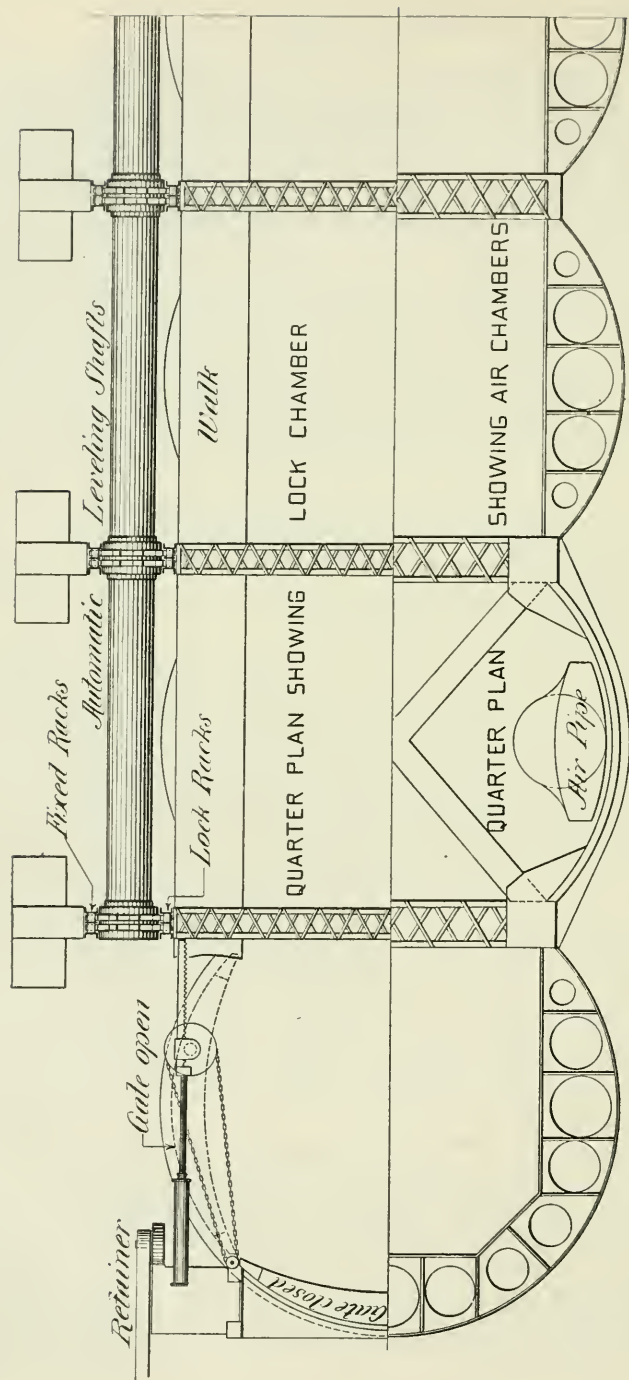 Retainer
Gate open
Fixed Racks
Automatic Leveling Shafts
Lock Racks
Walk
QUARTER PLAN SHOWING LOCK CHAMBER
Gate closed
QUARTER PLAN SHOWING AIR CHAMBERS
Air Pipe